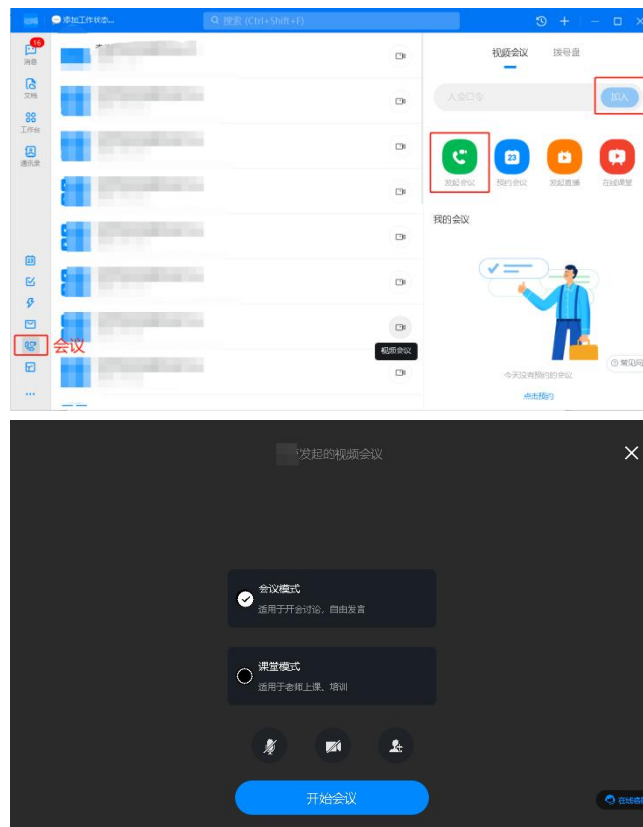 添加工作状态...
搜索 (Ctrl+Shift+F)
16
消息
文档
工作台
通讯录
23
会议
视频会议
视频会议
拨号盘
入会口令
加入
发起会议
23
预约会议
发起直播
在线课堂
我的会议
今天没有预约的会议
常见问
点击预约
发起的视频会议
会议模式
适用于开会讨论，自由发言
课堂模式
适用于老师上课、培训
开始会议